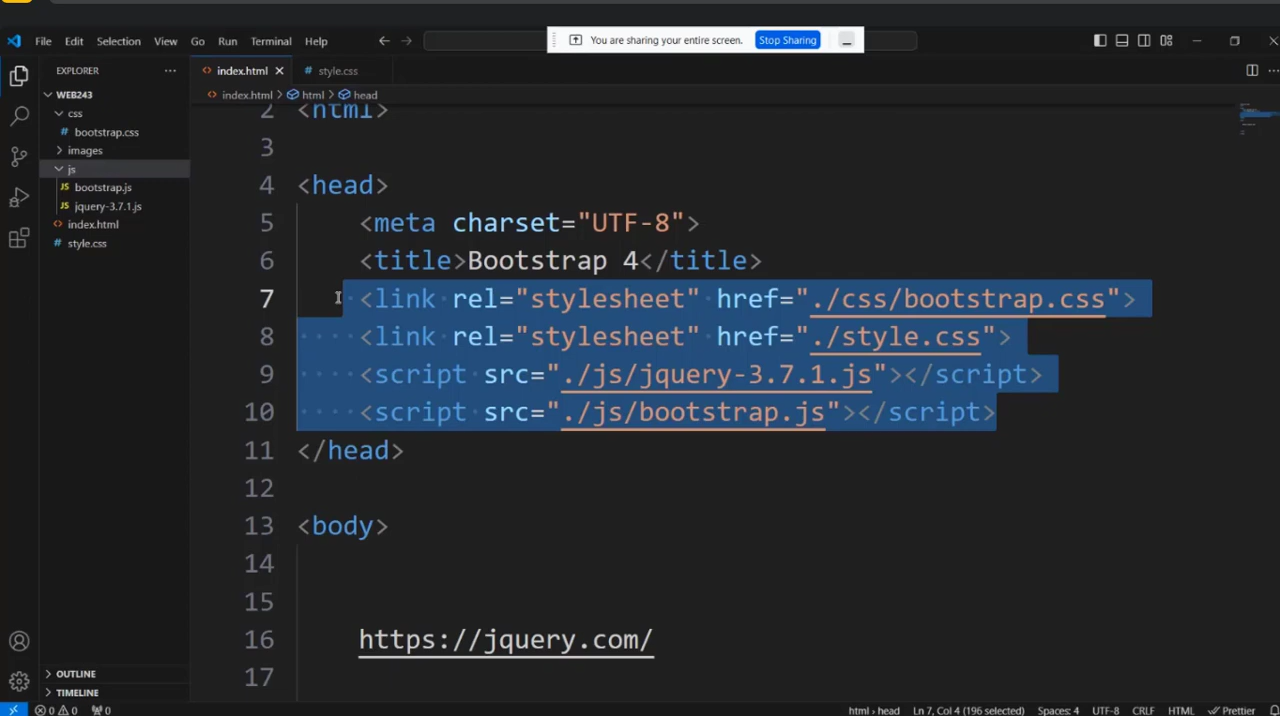 File Edit Selection View Go Run Terminal Help
You are sharing your entire screen. Stop Sharing
EXPLORER
index.html
style.css
WEB243
index.html > html > head
css
bootstrap.css
images
js
bootstrap.js
jquery-3.7.1.js
index.html
style.css
2 <html>
3
4 <head>
5 <meta charset="UTF-8">
6 <title>Bootstrap 4</title>
7 <link rel="stylesheet" href="./css/bootstrap.css">
8 <link rel="stylesheet" href="./style.css">
9 <script src="./js/jquery-3.7.1.js"></script>
10 <script src="./js/bootstrap.js"></script>
11 </head>
12
13 <body>
14
15
16 https://jquery.com/
17
OUTLINE
TIMELINE
0 0 0 html > head Ln 7, Col 4 (196 selected) Spaces: 4 UTF-8 CRLF HTML Prettier